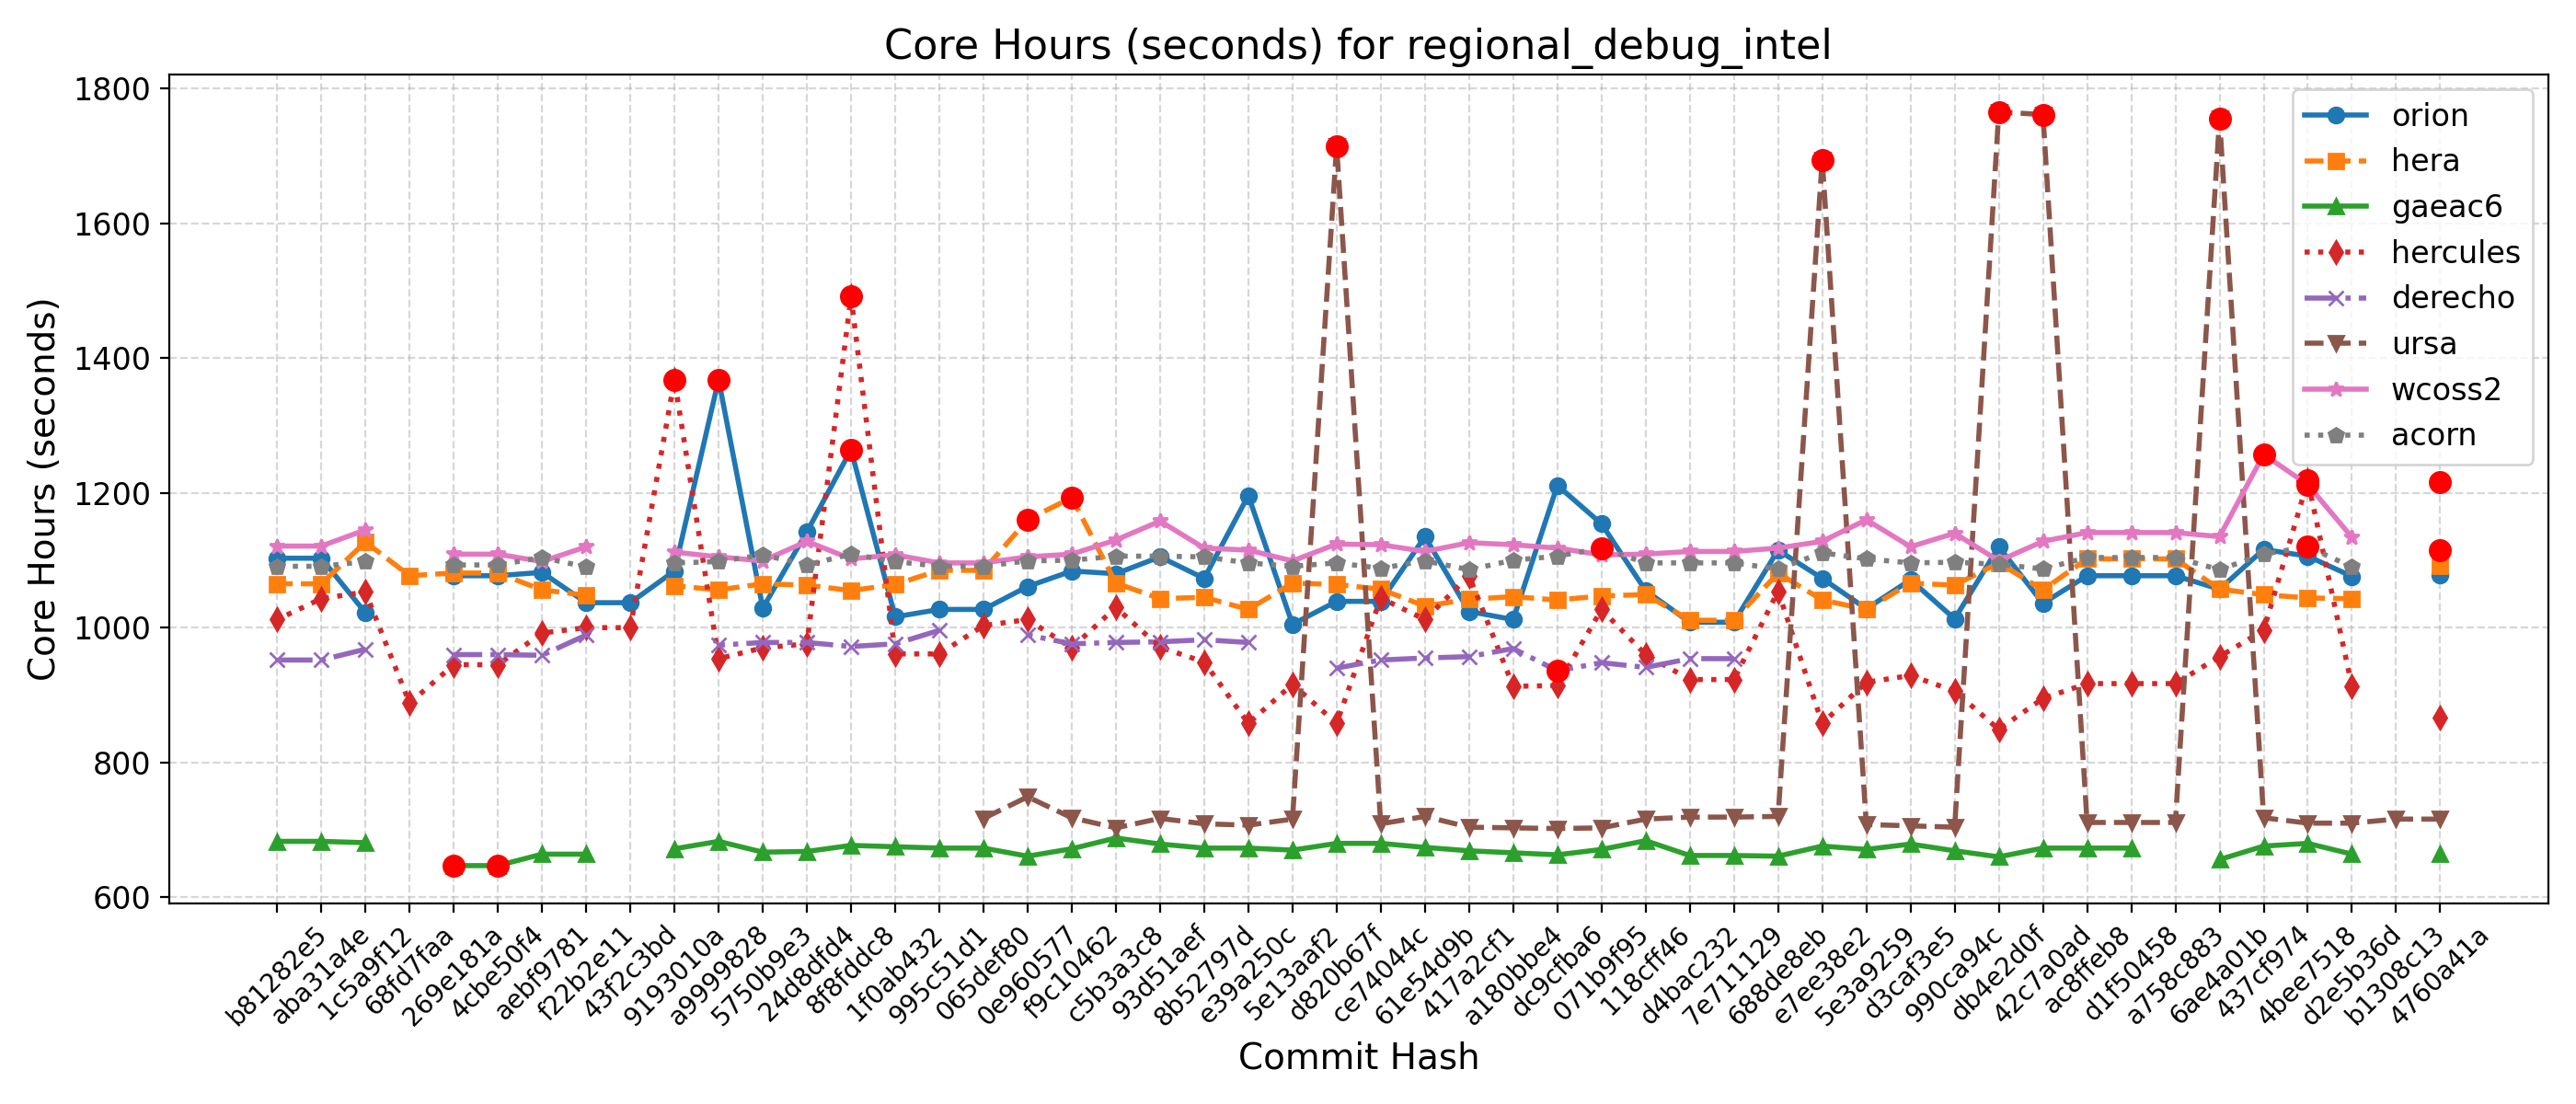 Core Hours (seconds) for regional_debug_intel
Core Hours (seconds)
1800
1600
1400
1200
1000
800
600
orion
hera
gaeac6
hercules
derecho
ursa
wcoss2
acorn
b81282e5
aba31a4e
1c5a9f12
68fd7faa
269e181a
4cbe50f4
aebf9781
f22b2e11
43f2c3bd
9193010a
a9999828
5750b9e3
24d8dfd4
8f8fddc8
1f0ab432
995c51d1
065def80
0e960577
f9c10462
c5b3a3c8
93d51aef
8b52797d
e39a250c
5e13aaf2
d820b67f
ce74044c
61e54d9b
417a2cf1
a180bbe4
dc9cfba6
071b9f95
118cff46
d4bac232
7e711129
688de8eb
e7ee38e2
5e3a9259
d3caf3e5
990ca94c
db4e2d0f
42c7a0ad
ac8ffeb8
d1f50458
a758c883
6ae4a01b
437cf974
4bee7518
d2e5b36d
b1308c13
4760a41a
Commit Hash